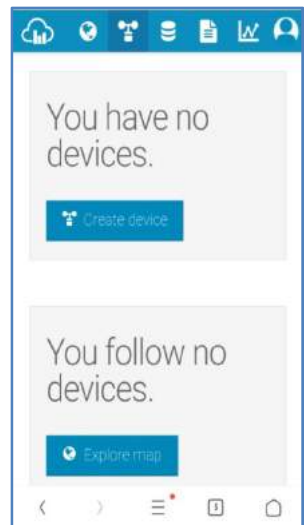 You have no
devices.
Create device
You follow no
devices.
Explore map